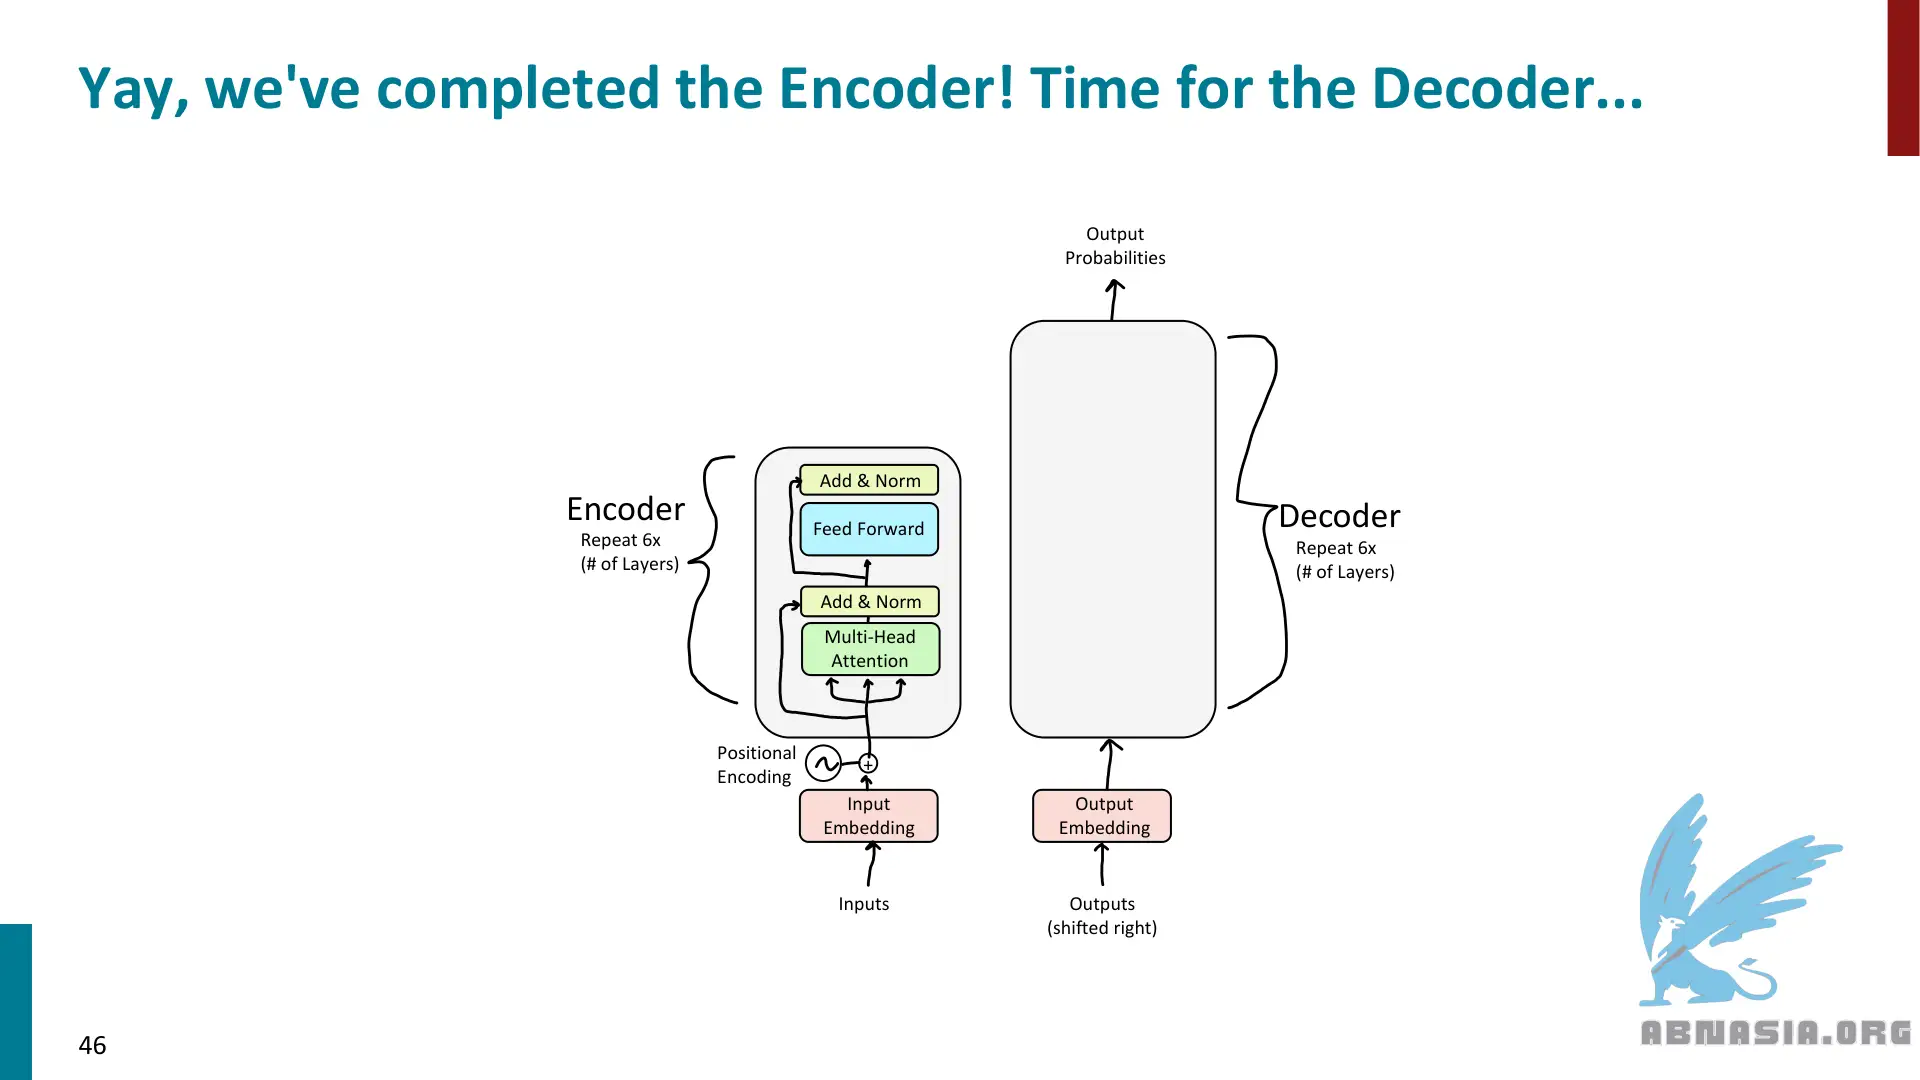 Yay, we've completed the Encoder! Time for the Decoder...
Output
Probabilities
Encoder
Repeat 6x
(# of Layers)
Add & Norm
Feed Forward
Add & Norm
Multi-Head
Attention
Decoder
Repeat 6x
(# of Layers)
Positional
Encoding
+
Input
Embedding
Output
Embedding
Inputs
Outputs
(shifted right)
46
ABNASIA.ORG